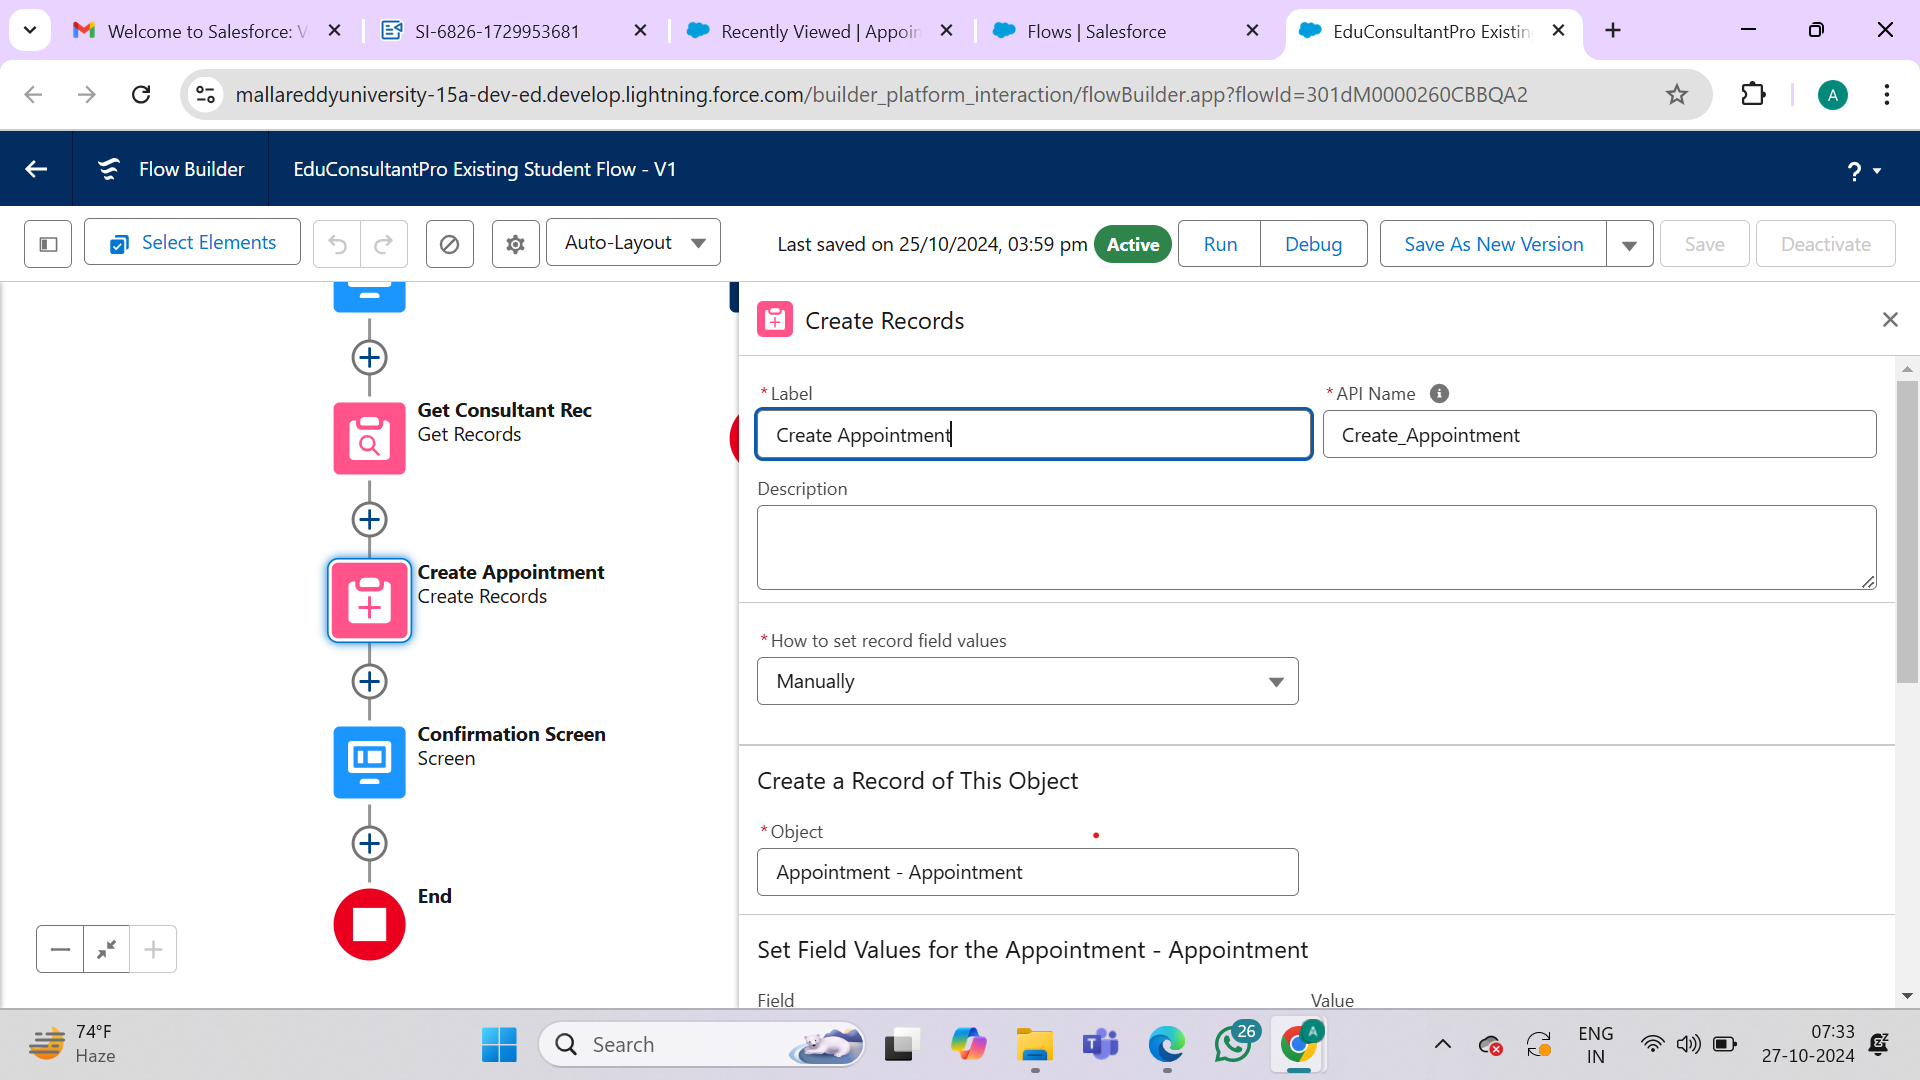 Welcome to Salesforce: V
SI-6826-1729953681
Recently Viewed | Appoin
Flows | Salesforce
EduConsultantPro Existin
mallareddyuniversity-15a-dev-ed.develop.lightning.force.com/builder_platform_interaction/flowBuilder.app?flowId=301dM0000260CBBQA2
A
Flow Builder
EduConsultantPro Existing Student Flow - V1
?
Select Elements
Auto-Layout
Last saved on 25/10/2024, 03:59 pm
Active
Run
Debug
Save As New Version
Save
Deactivate
Get Consultant Rec
Get Records
Create Appointment
Create Records
Confirmation Screen
Screen
End
Create Records
*Label
*API Name
Create Appointment
Create_Appointment
Description
*How to set record field values
Manually
Create a Record of This Object
*Object
Appointment - Appointment
Set Field Values for the Appointment - Appointment
Field
Value
74°F
Haze
Search
26
A
ENG
IN
07:33
27-10-2024